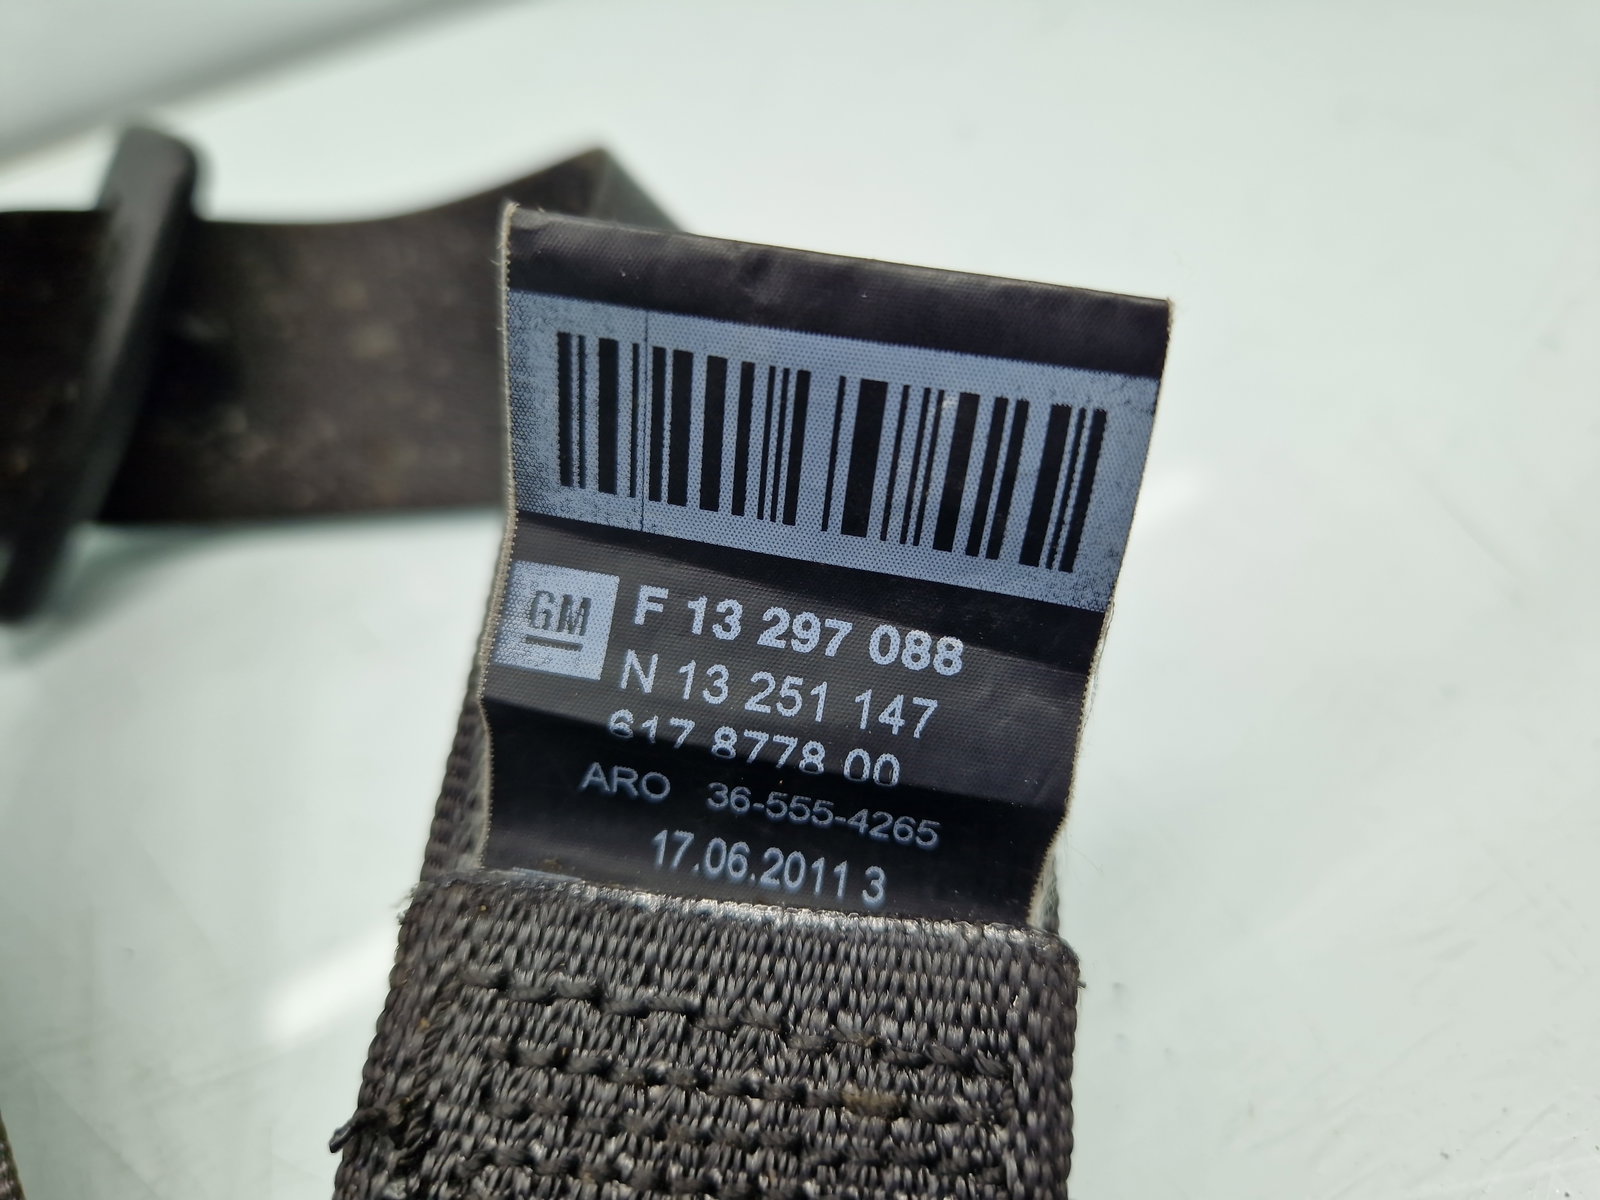 GM
F 13 297 088
N 13 251 147
617 8778 00
ARO 36-555-4265
17.06.2011 3